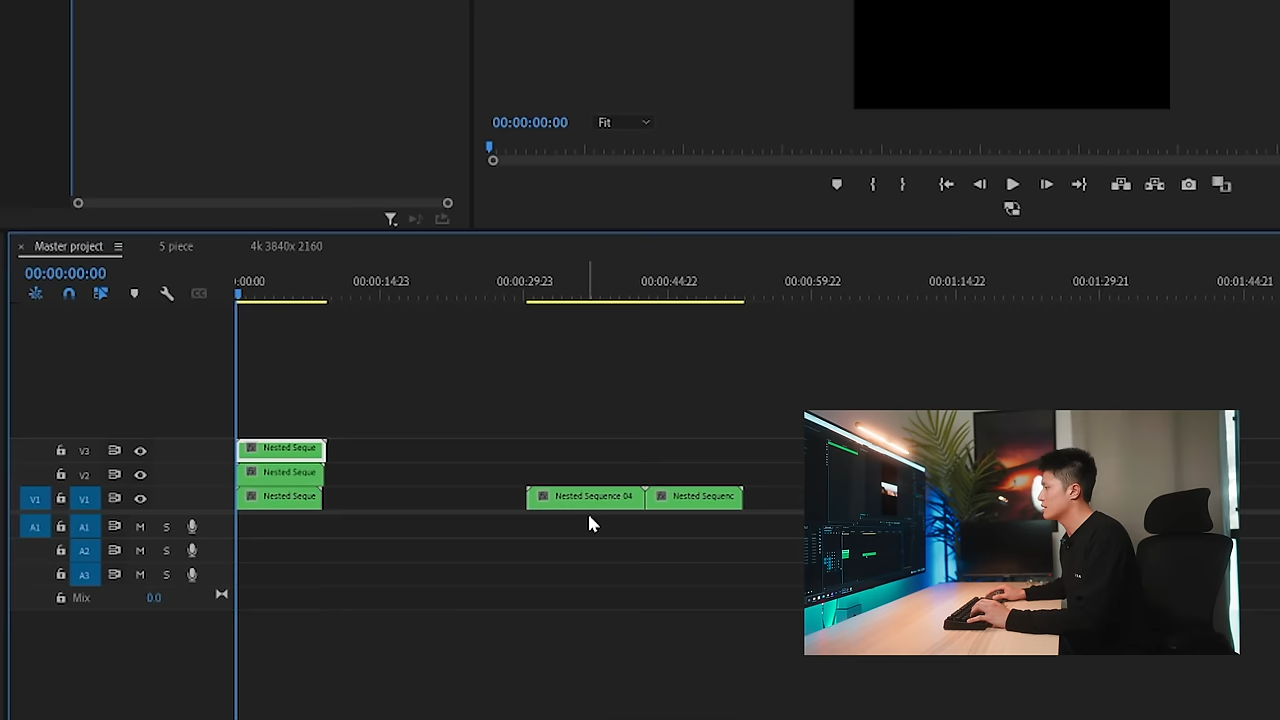 00:00:00:00 Fit
× Master project 5 piece 4k 3840x 2160
00:00:00:00
:00:00 00:00:14:23 00:00:29:23 00:00:44:22 00:00:59:22 00:01:14:22 00:01:29:21 00:01:44:21
CC
V3 Nested Seque
V2 Nested Seque
V1 V1 Nested Seque Nested Sequence 04 Nested Sequenc
A1 A1 M S
A2 M S
A3 M S
Mix 0.0